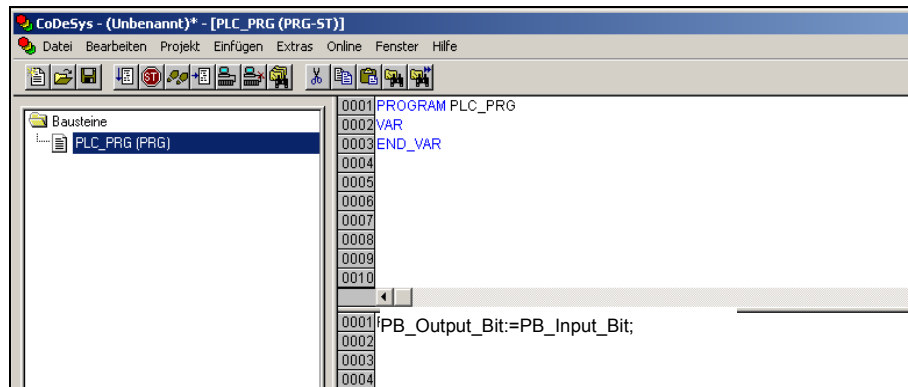 CoDeSys - (Unbenannt)* - [PLC_PRG (PRG-ST)]
Datei Bearbeiten Projekt Einfügen Extras Online Fenster Hilfe
Bausteine
PLC_PRG (PRG)
0001 PROGRAM PLC_PRG
0002 VAR
0003 END_VAR
0004
0005
0006
0007
0008
0009
0010
0001 PB_Output_Bit:=PB_Input_Bit;
0002
0003
0004